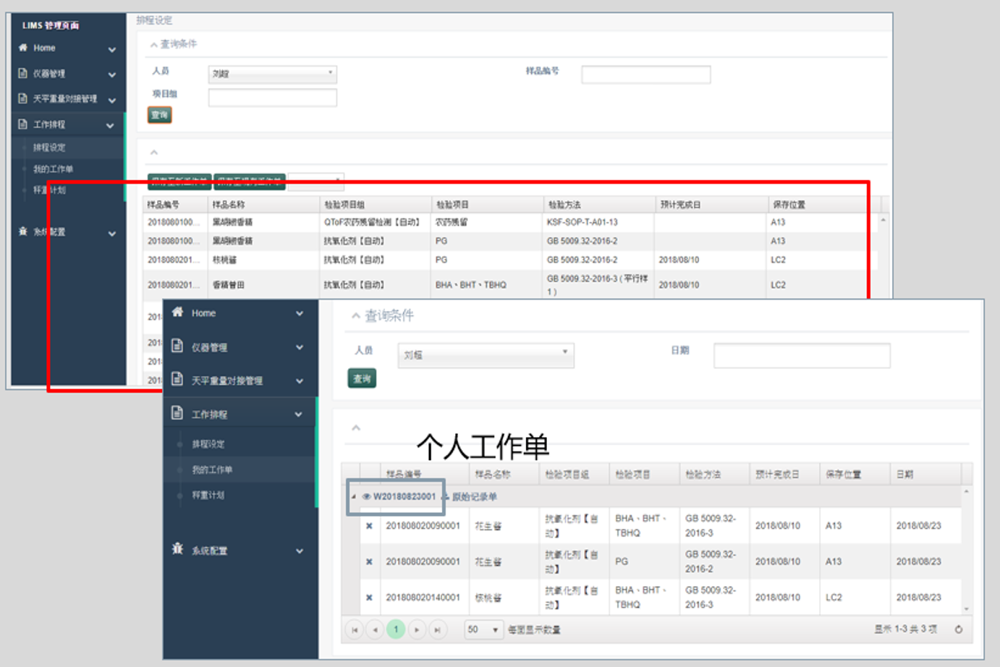 LIMS 管理页面
Home
仪器管理
天平重量对接管理
工作排程
排程设定
我的工作单
秤重计划
系统配置
排程设定
查询条件
人员
刘超
样品编号
项目组
查询
样品编号 样品名称 检验项目组 检验项目 检验方法 预计完成日 保存位置
2018080100... 黑胡椒香精 QToF农药残留检测【自动】 农药残留 KSF-SOP-T-A01-13 A13
2018080100... 黑胡椒香精 抗氧化剂【自动】 PG GB 5009.32-2016-2 A13
2018080201... 核桃酱 抗氧化剂【自动】 PG GB 5009.32-2016-2 2018/08/10 LC2
2018080201... 抗氧化剂【自动】 BHA、BHT、TBHQ GB 5009.32-2016-3 (平行样 1) 2018/08/10 LC2
201
201
201
201
Home
仪器管理
天平重量对接管理
工作排程
排程设定
我的工作单
秤重计划
系统配置
查询条件
人员
刘超
日期
查询
个人工作单
样品编号 样品名称 检验项目组 检验项目 检验方法 预计完成日 保存位置 日期
W20180823001 原始记录单
201808020090001 花生酱 抗氧化剂【自动】 BHA、BHT、TBHQ GB 5009.32-2016-3 2018/08/10 A13 2018/08/23
201808020090001 花生酱 抗氧化剂【自动】 PG GB 5009.32-2016-2 2018/08/10 A13 2018/08/23
201808020140001 核桃酱 抗氧化剂【自动】 BHA、BHT、TBHQ GB 5009.32-2016-3 2018/08/10 LC2 2018/08/23
1
50
每页显示数量
显示 1-3 共 3 项